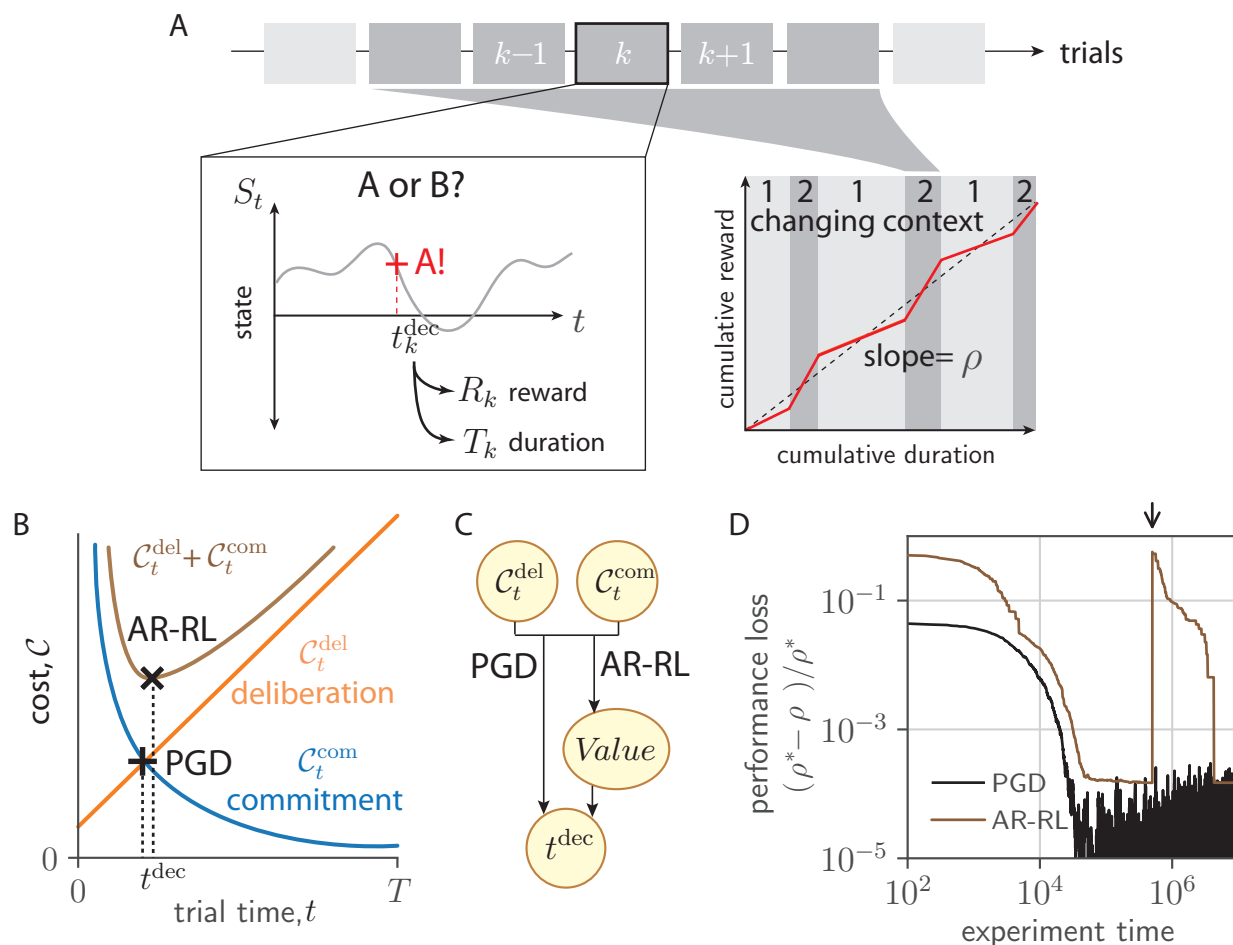 A
k−1
k
k+1
trials
A or B?
S_t
A!
state
t
t_k^dec
R_k reward
T_k duration
1 2 1 2 1 2
changing context
cumulative reward
slope= ρ
cumulative duration
B
C_t^del + C_t^com
AR-RL
C_t^del
deliberation
cost, C
PGD
C_t^com
commitment
0
0
t^dec
T
trial time, t
C
C_t^del
C_t^com
PGD
AR-RL
Value
t^dec
D
performance loss
(ρ* − ρ )/ρ*
10^−1
10^−3
10^−5
PGD
AR-RL
10^2
10^4
10^6
experiment time